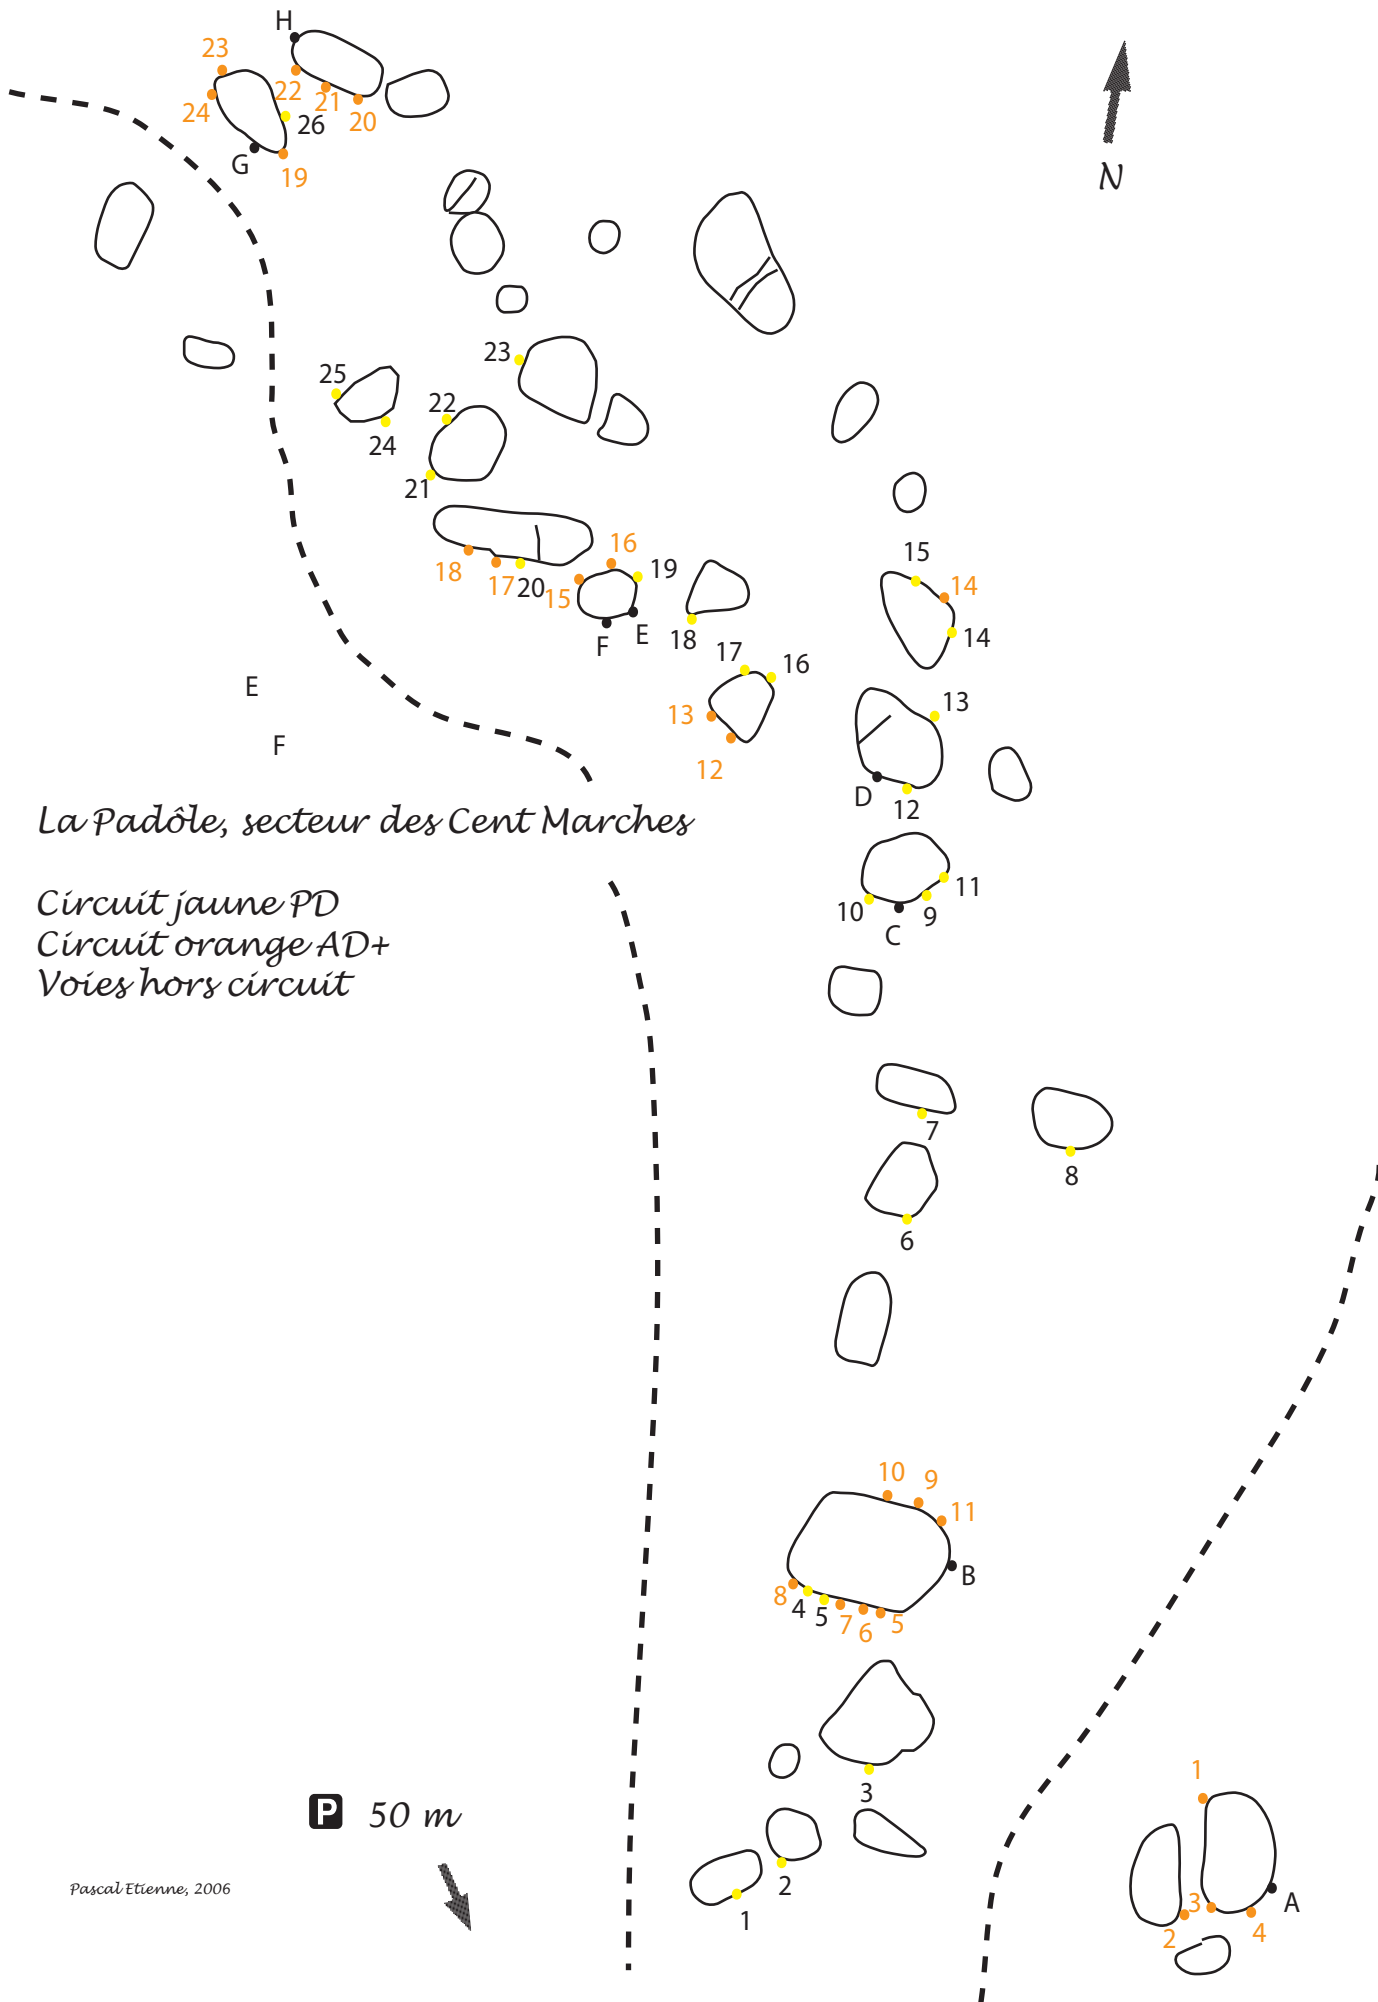 H
23
22
24
21
20
26
G
19
N
23
25
22
24
21
15
16
14
18
17
20
15
19
14
18
F
E
17
16
E
13
13
F
12
D
12
La Padôle, secteur des Cent Marches
11
10
9
C
Circuit jaune PD
Circuit orange AD+
Voies hors circuit
7
8
6
10
9
11
B
8
4
5
7
6
5
1
3
P 50 m
Pascal Etienne, 2006
2
1
3
A
2
4